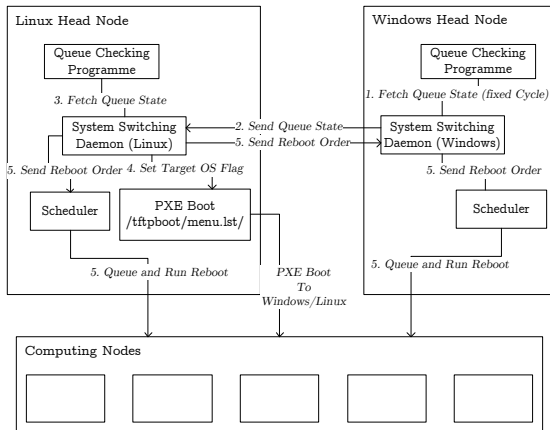 Linux Head Node
Queue Checking
Programme
3. Fetch Queue State
System Switching
Daemon (Linux)
5. Send Reboot Order
4. Set Target OS Flag
Scheduler
PXE Boot
/tftpboot/menu.lst/
5. Queue and Run Reboot
2. Send Queue State
5. Send Reboot Order
PXE Boot
To
Windows/Linux
Windows Head Node
Queue Checking
Programme
1. Fetch Queue State (fixed Cycle)
System Switching
Daemon (Windows)
5. Send Reboot Order
Scheduler
5. Queue and Run Reboot
Computing Nodes